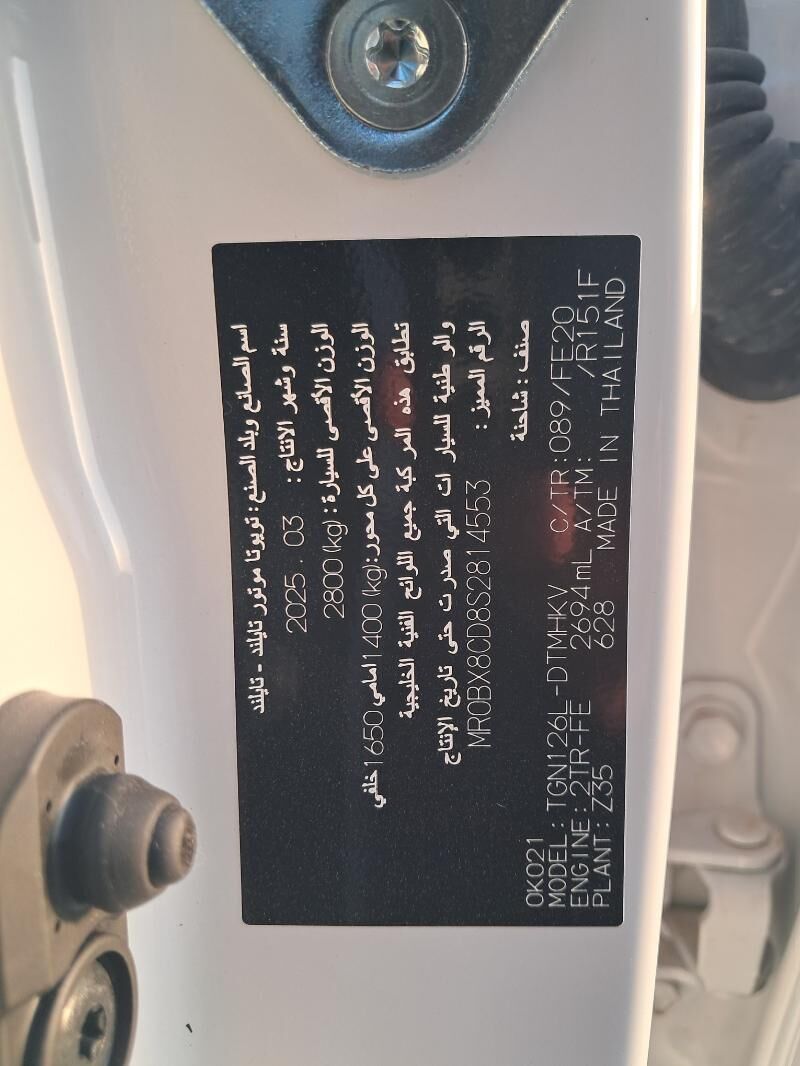 اسم الصانع وبلد الصنع: تويوتا موتور تايلند - تايلند
سنة وشهر الانتاج: 2025 . 03
الوزن الأقصى للسيارة: 2800 (kg)
الوزن الأقصى على كل محور: (kg) 1400 امامي 1650 خلفي
تطابق هذه المركبة جميع اللوائح الفنية الخليجية
والوطنية للسيارات التي صدرت حتى تاريخ الإنتاج
الرقم المميز: MR0BX8CD8S2814553
صنف: شاحنة
0K021
MODEL: TGN126L-DTMHKV C/TR: 089/FE20
ENGINE: 2TR-FE 2694mL A/TM: /R151F
PLANT: Z35 628 MADE IN THAILAND